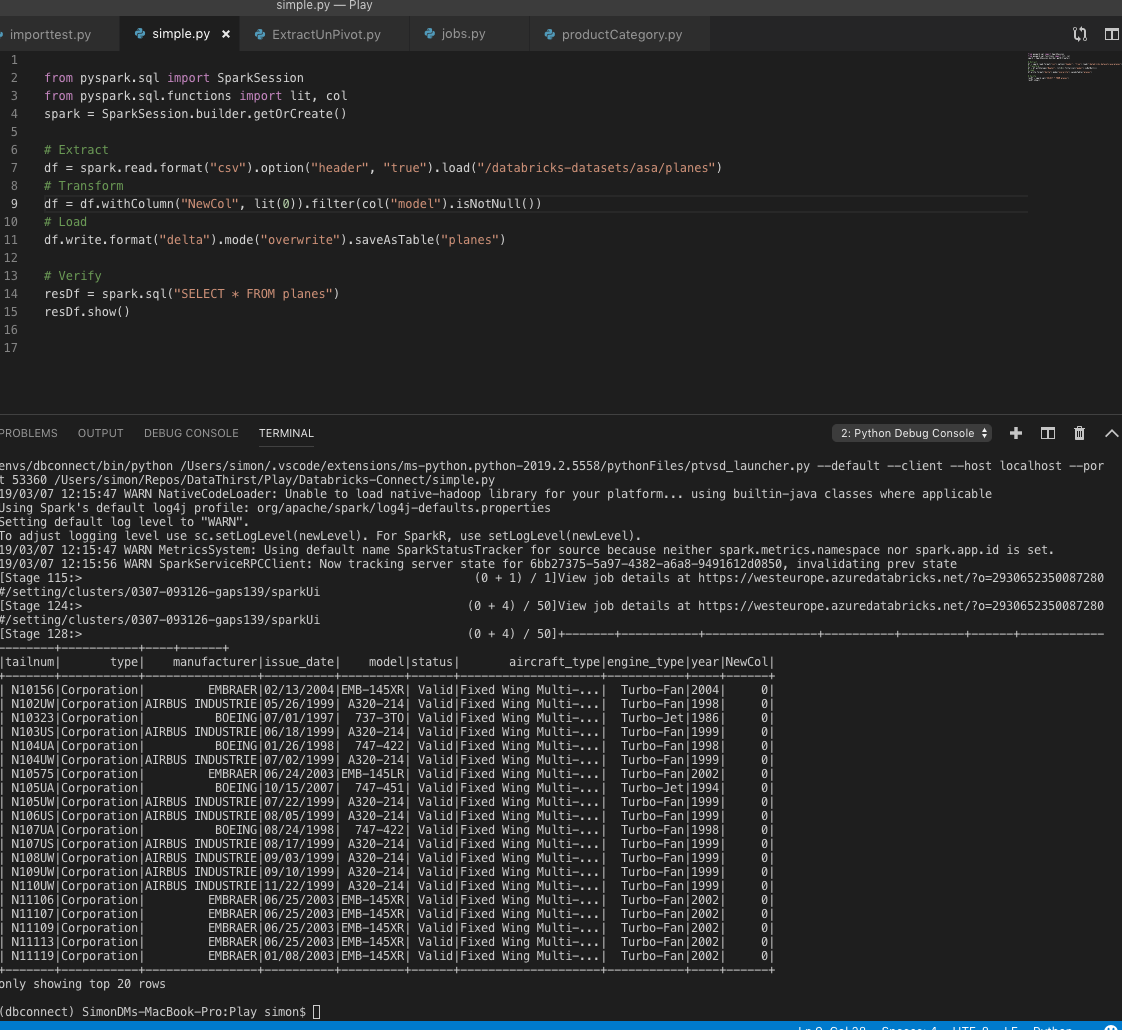 simple.py — Play
importtest.py simple.py × ExtractUnPivot.py jobs.py productCategory.py
1
2 from pyspark.sql import SparkSession
3 from pyspark.sql.functions import lit, col
4 spark = SparkSession.builder.getOrCreate()
5
6 # Extract
7 df = spark.read.format("csv").option("header", "true").load("/databricks-datasets/asa/planes")
8 # Transform
9 df = df.withColumn("NewCol", lit(0)).filter(col("model").isNotNull())
10 # Load
11 df.write.format("delta").mode("overwrite").saveAsTable("planes")
12
13 # Verify
14 resDf = spark.sql("SELECT * FROM planes")
15 resDf.show()
16
17
PROBLEMS OUTPUT DEBUG CONSOLE TERMINAL 2: Python Debug Console
envs/dbconnect/bin/python /Users/simon/.vscode/extensions/ms-python.python-2019.2.5558/pythonFiles/ptvsd_launcher.py --default --client --host localhost --por
t 53360 /Users/simon/Repos/DataThirst/Play/Databricks-Connect/simple.py
19/03/07 12:15:47 WARN NativeCodeLoader: Unable to load native-hadoop library for your platform... using builtin-java classes where applicable
Using Spark's default log4j profile: org/apache/spark/log4j-defaults.properties
Setting default log level to "WARN".
To adjust logging level use sc.setLogLevel(newLevel). For SparkR, use setLogLevel(newLevel).
19/03/07 12:15:47 WARN MetricsSystem: Using default name SparkStatusTracker for source because neither spark.metrics.namespace nor spark.app.id is set.
19/03/07 12:15:56 WARN SparkServiceRPCClient: Now tracking server state for 6bb27375-5a97-4382-a6a8-9491612d0850, invalidating prev state
[Stage 115:> (0 + 1) / 1]View job details at https://westeurope.azuredatabricks.net/?o=2930652350087280
#/setting/clusters/0307-093126-gaps139/sparkUi
[Stage 124:> (0 + 4) / 50]View job details at https://westeurope.azuredatabricks.net/?o=2930652350087280
#/setting/clusters/0307-093126-gaps139/sparkUi
[Stage 128:> (0 + 4) / 50]+-------+-----------+----------------+----------+---------+------+------------
--------+-----------+----+------+
|tailnum| type| manufacturer|issue_date| model|status| aircraft_type|engine_type|year|NewCol|
+-------+-----------+----------------+----------+---------+------+--------------------+-----------+----+------+
| N10156|Corporation| EMBRAER|02/13/2004|EMB-145XR| Valid|Fixed Wing Multi-...| Turbo-Fan|2004| 0|
| N102UW|Corporation|AIRBUS INDUSTRIE|05/26/1999| A320-214| Valid|Fixed Wing Multi-...| Turbo-Fan|1998| 0|
| N10323|Corporation| BOEING|07/01/1997| 737-3TO| Valid|Fixed Wing Multi-...| Turbo-Jet|1986| 0|
| N103US|Corporation|AIRBUS INDUSTRIE|06/18/1999| A320-214| Valid|Fixed Wing Multi-...| Turbo-Fan|1999| 0|
| N104UA|Corporation| BOEING|01/26/1998| 747-422| Valid|Fixed Wing Multi-...| Turbo-Fan|1998| 0|
| N104UW|Corporation|AIRBUS INDUSTRIE|07/02/1999| A320-214| Valid|Fixed Wing Multi-...| Turbo-Fan|1999| 0|
| N10575|Corporation| EMBRAER|06/24/2003|EMB-145LR| Valid|Fixed Wing Multi-...| Turbo-Fan|2002| 0|
| N105UA|Corporation| BOEING|10/15/2007| 747-451| Valid|Fixed Wing Multi-...| Turbo-Jet|1994| 0|
| N105UW|Corporation|AIRBUS INDUSTRIE|07/22/1999| A320-214| Valid|Fixed Wing Multi-...| Turbo-Fan|1999| 0|
| N106US|Corporation|AIRBUS INDUSTRIE|08/05/1999| A320-214| Valid|Fixed Wing Multi-...| Turbo-Fan|1999| 0|
| N107UA|Corporation| BOEING|08/24/1998| 747-422| Valid|Fixed Wing Multi-...| Turbo-Fan|1998| 0|
| N107US|Corporation|AIRBUS INDUSTRIE|08/17/1999| A320-214| Valid|Fixed Wing Multi-...| Turbo-Fan|1999| 0|
| N108UW|Corporation|AIRBUS INDUSTRIE|09/03/1999| A320-214| Valid|Fixed Wing Multi-...| Turbo-Fan|1999| 0|
| N109UW|Corporation|AIRBUS INDUSTRIE|09/10/1999| A320-214| Valid|Fixed Wing Multi-...| Turbo-Fan|1999| 0|
| N110UW|Corporation|AIRBUS INDUSTRIE|11/22/1999| A320-214| Valid|Fixed Wing Multi-...| Turbo-Fan|1999| 0|
| N11106|Corporation| EMBRAER|06/25/2003|EMB-145XR| Valid|Fixed Wing Multi-...| Turbo-Fan|2002| 0|
| N11107|Corporation| EMBRAER|06/25/2003|EMB-145XR| Valid|Fixed Wing Multi-...| Turbo-Fan|2002| 0|
| N11109|Corporation| EMBRAER|06/25/2003|EMB-145XR| Valid|Fixed Wing Multi-...| Turbo-Fan|2002| 0|
| N11113|Corporation| EMBRAER|06/25/2003|EMB-145XR| Valid|Fixed Wing Multi-...| Turbo-Fan|2002| 0|
| N11119|Corporation| EMBRAER|01/08/2003|EMB-145XR| Valid|Fixed Wing Multi-...| Turbo-Fan|2002| 0|
+-------+-----------+----------------+----------+---------+------+--------------------+-----------+----+------+
only showing top 20 rows
(dbconnect) SimonDMs-MacBook-Pro:Play simon$